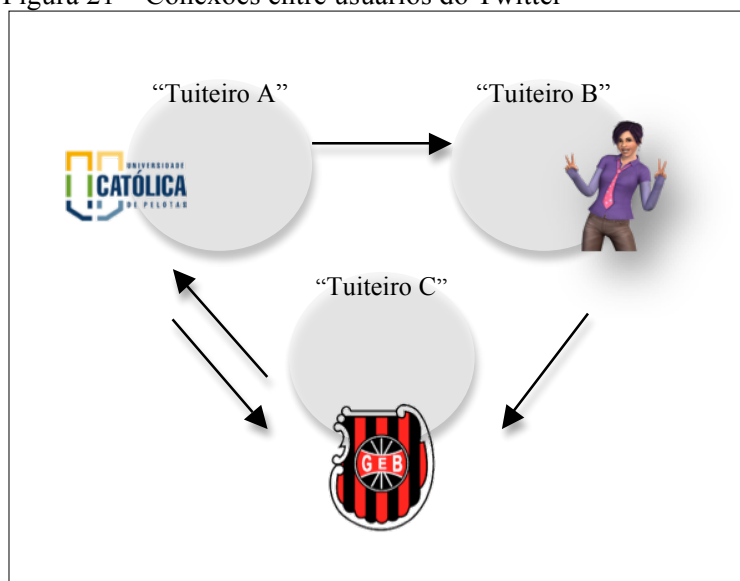 Figura 21 – Conexões entre usuários do Twitter
“Tuiteiro A”
“Tuiteiro B”
UNIVERSIDADE
CATÓLICA
DE PELOTAS
“Tuiteiro C”
GEB